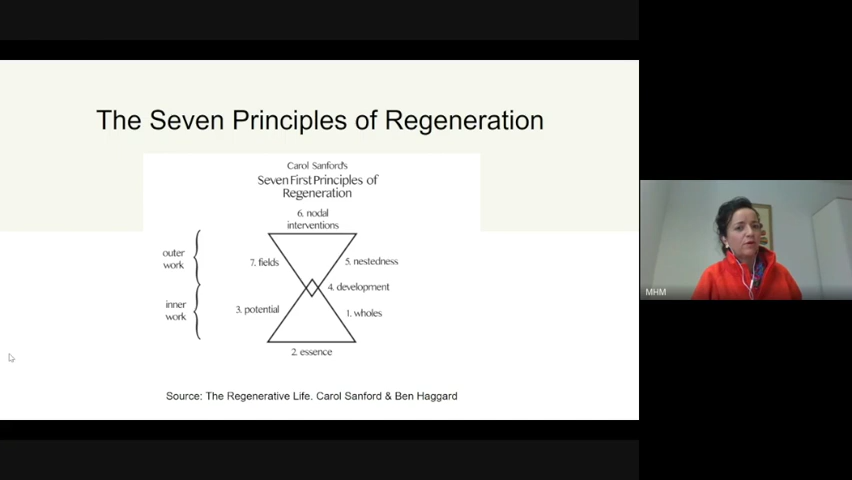 The Seven Principles of Regeneration
Carol Sanford's
Seven First Principles of
Regeneration
6. nodal
interventions
outer
work
7. fields
5. nestedness
4. development
inner
work
3. potential
1. wholes
2. essence
Source: The Regenerative Life. Carol Sanford & Ben Haggard
MHM